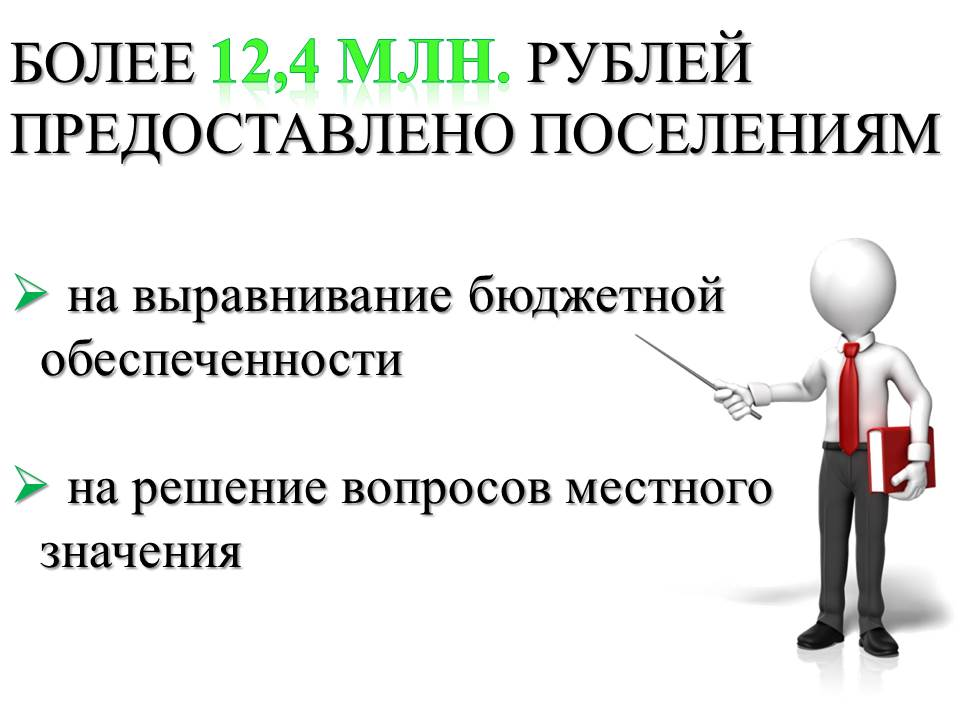 БОЛЕЕ 12,4 МЛН. РУБЛЕЙ
ПРЕДОСТАВЛЕНО ПОСЕЛЕНИЯМ
на выравнивание бюджетной
обеспеченности
на решение вопросов местного
значения